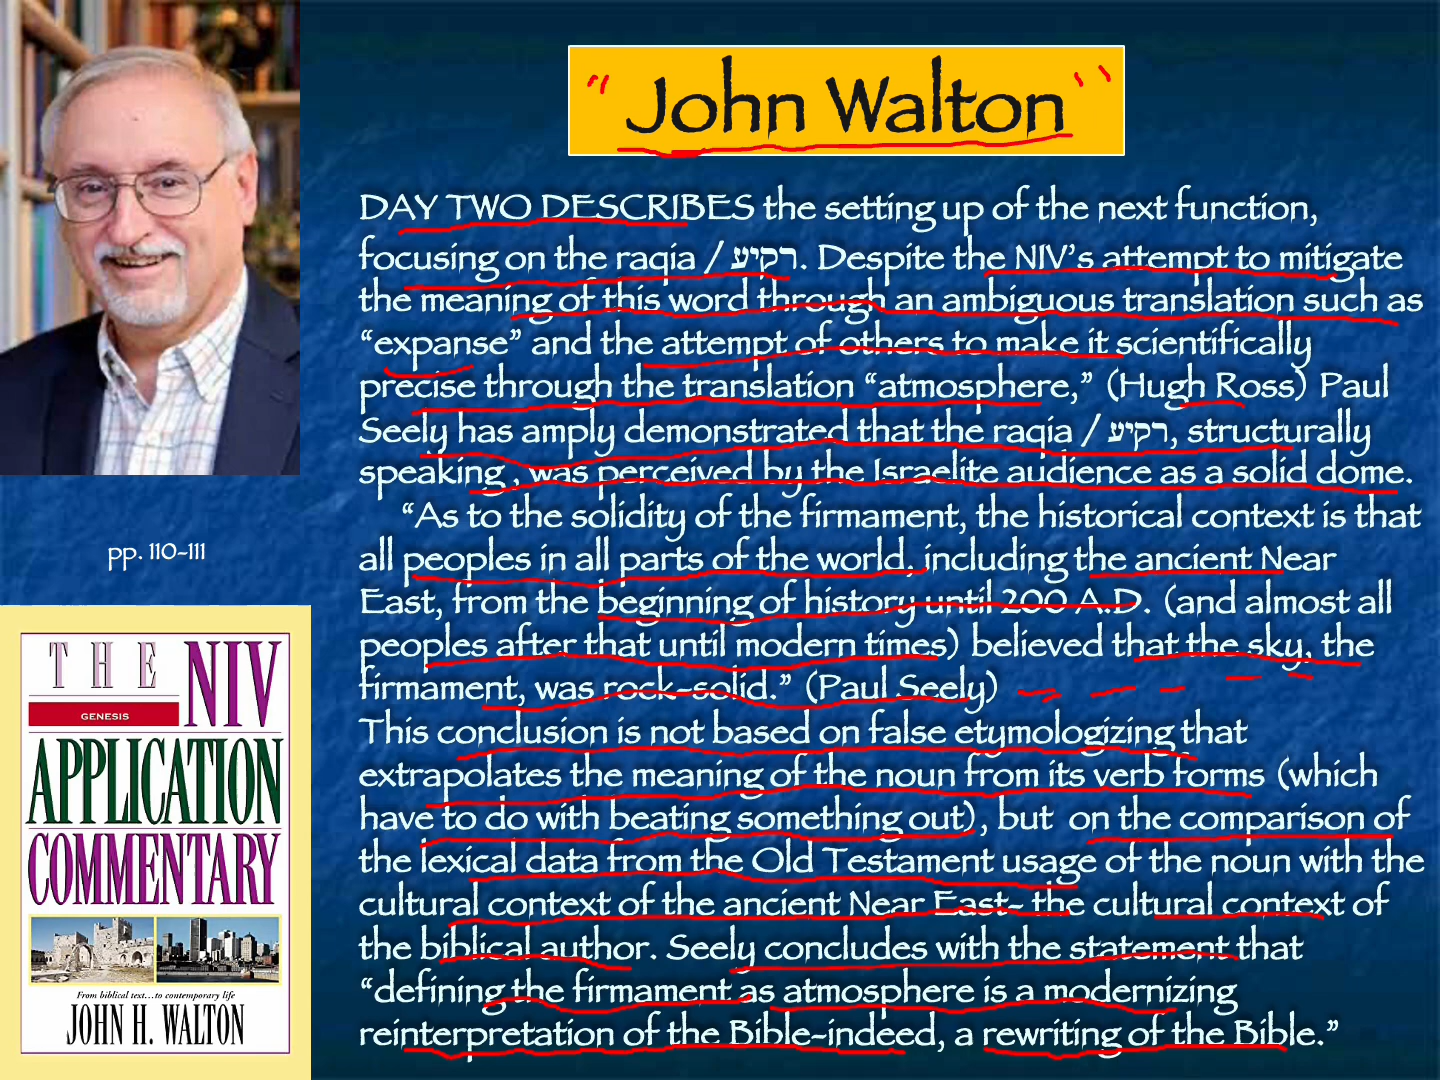 “ John Walton ”
DAY TWO DESCRIBES the setting up of the next function,
focusing on the raqia / רקיע. Despite the NIV’s attempt to mitigate
the meaning of this word through an ambiguous translation such as
“expanse” and the attempt of others to make it scientifically
precise through the translation “atmosphere,” (Hugh Ross) Paul
Seely has amply demonstrated that the raqia / רקיע, structurally
speaking, was perceived by the Israelite audience as a solid dome.
“As to the solidity of the firmament, the historical context is that
all peoples in all parts of the world, including the ancient Near
East, from the beginning of history until 200 A.D. (and almost all
peoples after that until modern times) believed that the sky, the
firmament, was rock-solid.” (Paul Seely)
This conclusion is not based on false etymologizing that
extrapolates the meaning of the noun from its verb forms (which
have to do with beating something out), but on the comparison of
the lexical data from the Old Testament usage of the noun with the
cultural context of the ancient Near East- the cultural context of
the biblical author. Seely concludes with the statement that
“defining the firmament as atmosphere is a modernizing
reinterpretation of the Bible-indeed, a rewriting of the Bible.”
pp. 110-111
THE NIV
GENESIS
APPLICATION
COMMENTARY
From biblical text...to contemporary life
JOHN H. WALTON